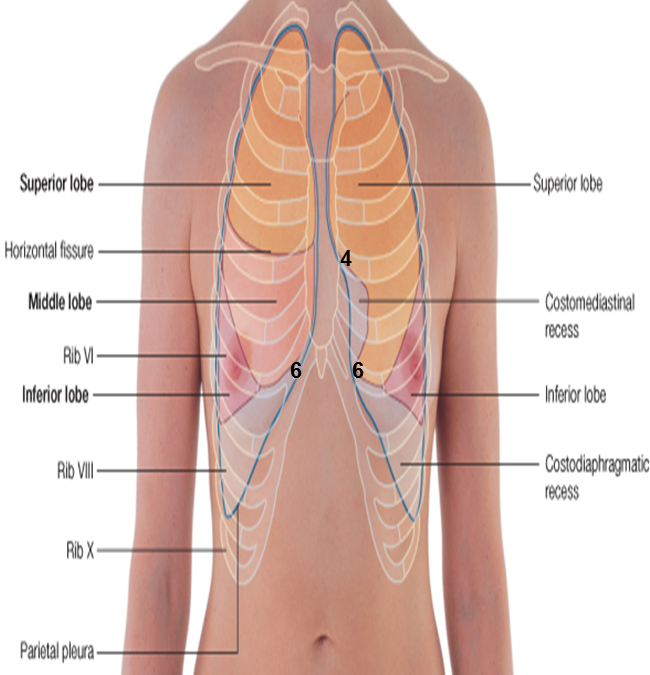 Superior lobe
Superior lobe
Horizontal fissure
4
Middle lobe
Costomediastinal
recess
Rib VI
6
6
Inferior lobe
Inferior lobe
Rib VIII
Costodiaphragmatic
recess
Rib X
Parietal pleura